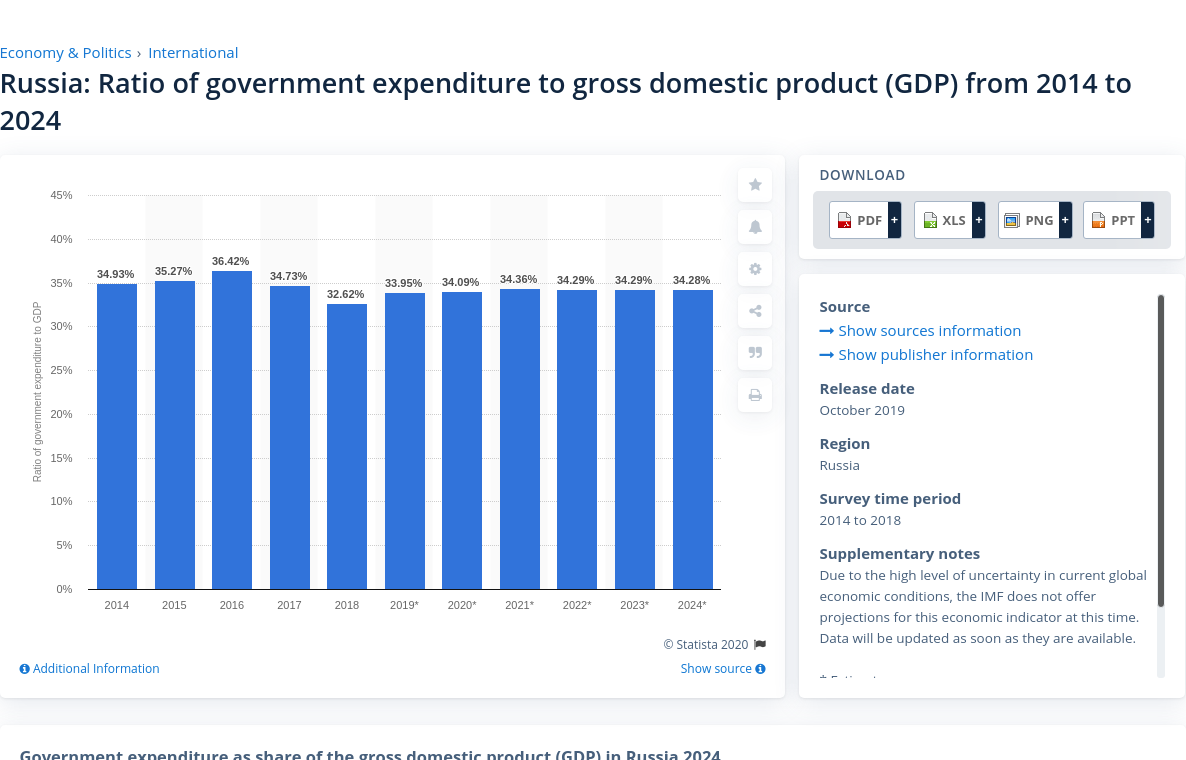 Economy & Politics › International
Russia: Ratio of government expenditure to gross domestic product (GDP) from 2014 to
2024
45%
40%
35%
30%
25%
20%
15%
10%
5%
0%
Ratio of government expenditure to GDP
34.93%
35.27%
36.42%
34.73%
32.62%
33.95%
34.09%
34.36%
34.29%
34.29%
34.28%
2014
2015
2016
2017
2018
2019*
2020*
2021*
2022*
2023*
2024*
© Statista 2020
Additional Information
Show source
DOWNLOAD
PDF +
XLS +
PNG +
PPT +
Source
Show sources information
Show publisher information
Release date
October 2019
Region
Russia
Survey time period
2014 to 2018
Supplementary notes
Due to the high level of uncertainty in current global
economic conditions, the IMF does not offer
projections for this economic indicator at this time.
Data will be updated as soon as they are available.
Government expenditure as share of the gross domestic product (GDP) in Russia 2024